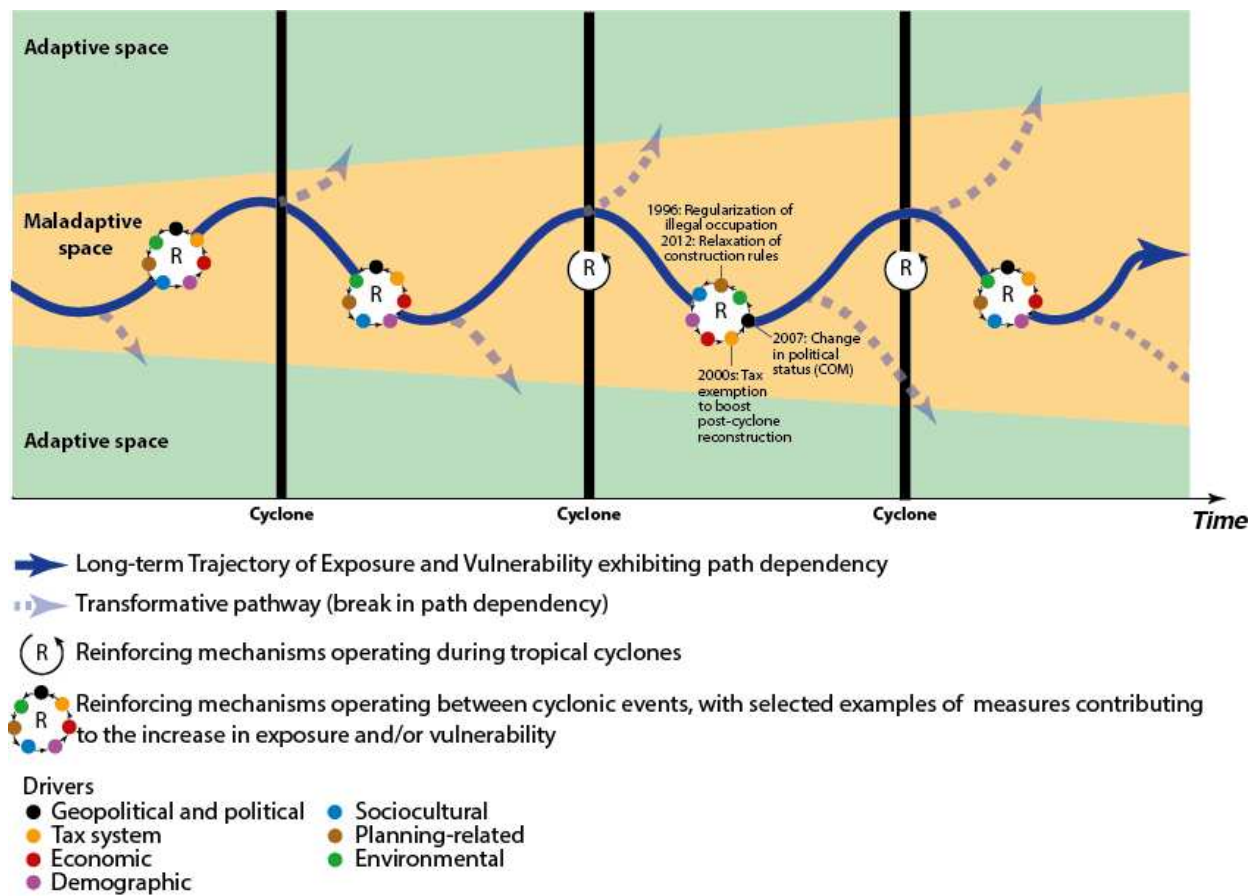 Adaptive space
Maladaptive
space
R
R
R
1996: Regularization of
illegal occupation
2012: Relaxation of
construction rules
R
2007: Change
in political
status (COM)
2000s: Tax
exemption
to boost
post-cyclone
reconstruction
R
R
Adaptive space
Cyclone
Cyclone
Cyclone
Time
Long-term Trajectory of Exposure and Vulnerability exhibiting path dependency
Transformative pathway (break in path dependency)
R
Reinforcing mechanisms operating during tropical cyclones
R
Reinforcing mechanisms operating between cyclonic events, with selected examples of measures contributing
to the increase in exposure and/or vulnerability
Drivers
Geopolitical and political
Tax system
Economic
Demographic
Sociocultural
Planning-related
Environmental